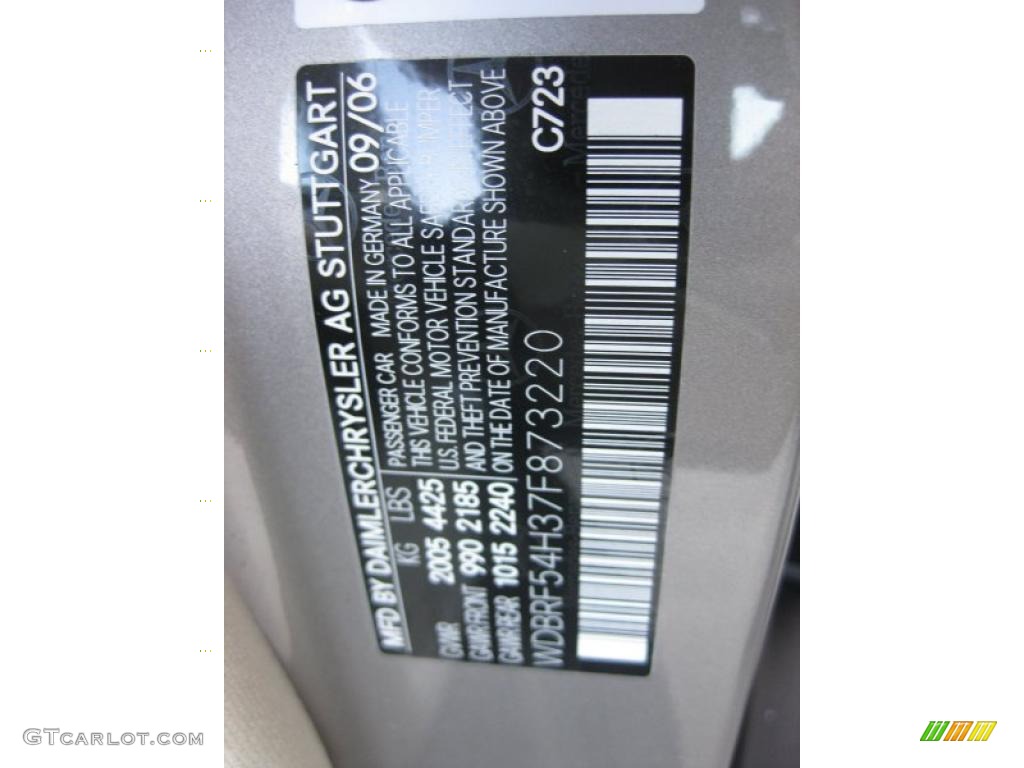 MFD BY DAIMLERCHRYSLER AG STUTTGART
KG LBS PASSENGER CAR MADE IN GERMANY 09/06
GVWR 2005 4425 THIS VEHICLE CONFORMS TO ALL APPLICABLE
GAWR FRONT 990 2185 U.S. FEDERAL MOTOR VEHICLE SAFETY BUMPER
GAWR REAR 1015 2240 AND THEFT PREVENTION STANDARDS IN EFFECT
ON THE DATE OF MANUFACTURE SHOWN ABOVE
WDBRF54H37F873220 C723
GTCARLOT.COM